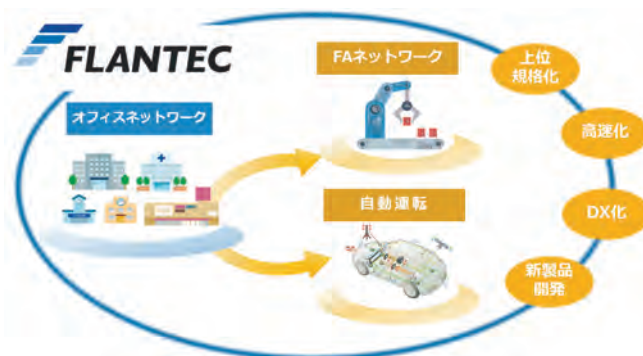 FLANTEC
FAネットワーク
上位
規格化
オフィスネットワーク
高速化
自動運転
DX化
新製品
開発